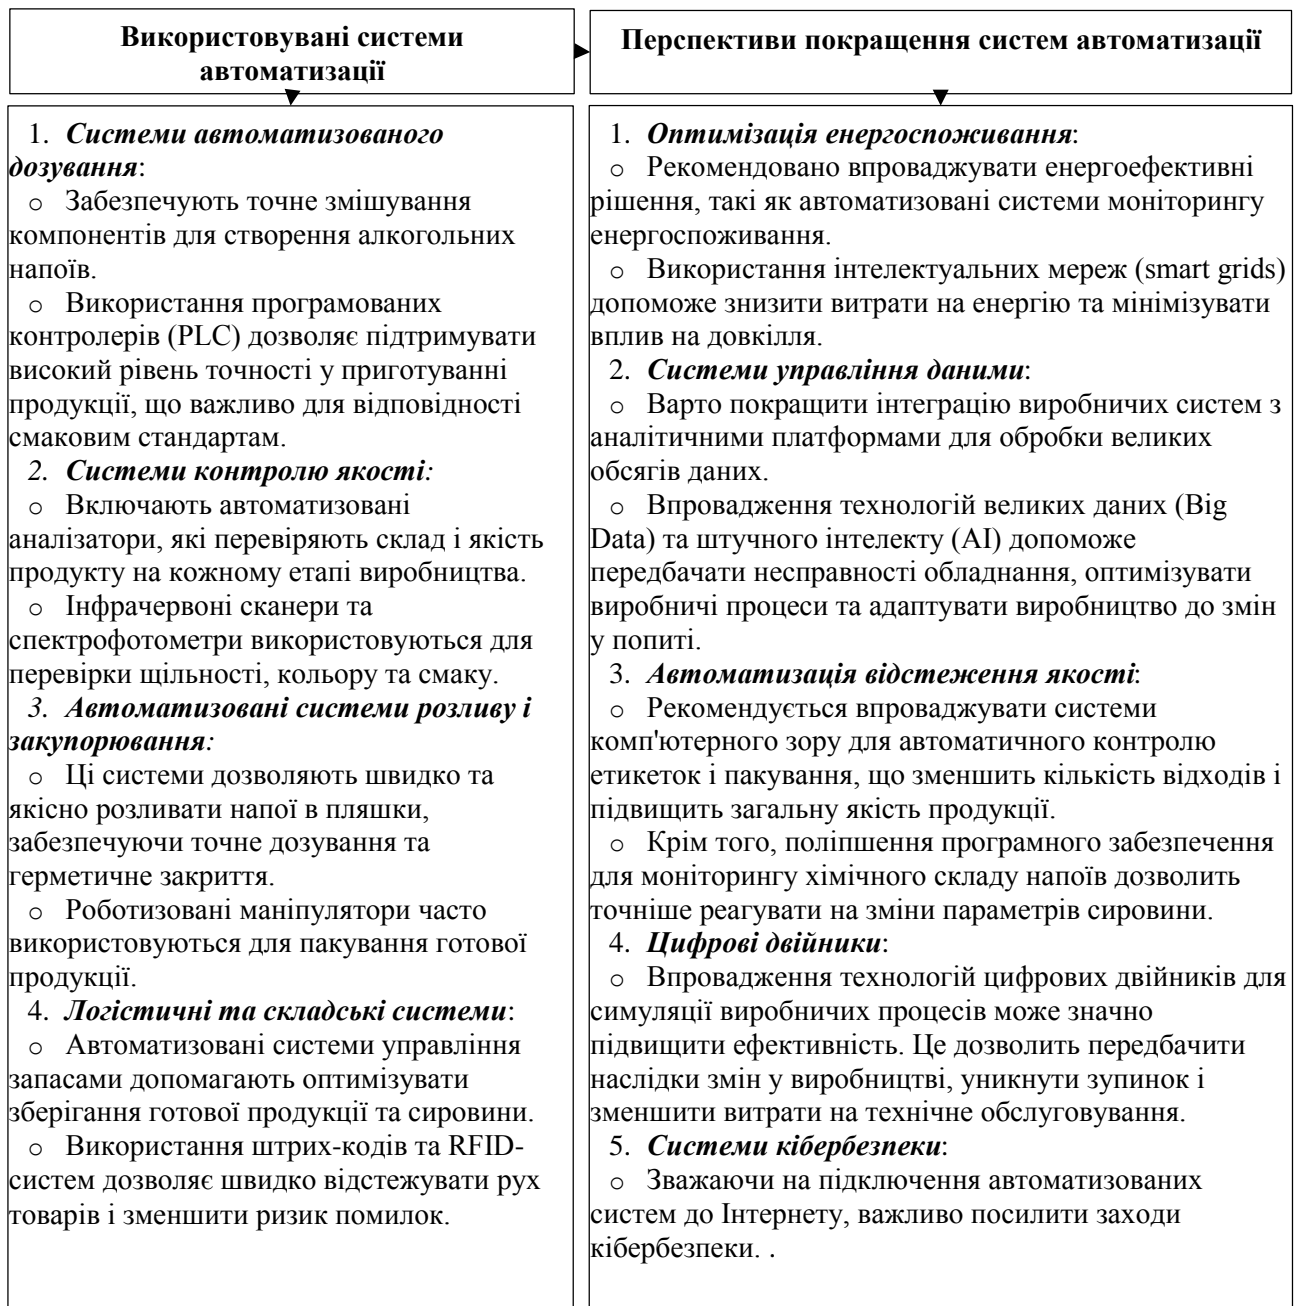 Використовувані системи
автоматизації
Перспективи покращення систем автоматизації
1. Системи автоматизованого
дозування:
o Забезпечують точне змішування
компонентів для створення алкогольних
напоїв.
o Використання програмованих
контролерів (PLC) дозволяє підтримувати
високий рівень точності у приготуванні
продукції, що важливо для відповідності
смаковим стандартам.
2. Системи контролю якості:
o Включають автоматизовані
аналізатори, які перевіряють склад і якість
продукту на кожному етапі виробництва.
o Інфрачервоні сканери та
спектрофотометри використовуються для
перевірки щільності, кольору та смаку.
3. Автоматизовані системи розливу і
закупорювання:
o Ці системи дозволяють швидко та
якісно розливати напої в пляшки,
забезпечуючи точне дозування та
герметичне закриття.
o Роботизовані маніпулятори часто
використовуються для пакування готової
продукції.
4. Логістичні та складські системи:
o Автоматизовані системи управління
запасами допомагають оптимізувати
зберігання готової продукції та сировини.
o Використання штрих-кодів та RFID-
систем дозволяє швидко відстежувати рух
товарів і зменшити ризик помилок.
1. Оптимізація енергоспоживання:
o Рекомендовано впроваджувати енергоефективні
рішення, такі як автоматизовані системи моніторингу
енергоспоживання.
o Використання інтелектуальних мереж (smart grids)
допоможе знизити витрати на енергію та мінімізувати
вплив на довкілля.
2. Системи управління даними:
o Варто покращити інтеграцію виробничих систем з
аналітичними платформами для обробки великих
обсягів даних.
o Впровадження технологій великих даних (Big
Data) та штучного інтелекту (AI) допоможе
передбачати несправності обладнання, оптимізувати
виробничі процеси та адаптувати виробництво до змін
у попиті.
3. Автоматизація відстеження якості:
o Рекомендується впроваджувати системи
комп'ютерного зору для автоматичного контролю
етикеток і пакування, що зменшить кількість відходів і
підвищить загальну якість продукції.
o Крім того, поліпшення програмного забезпечення
для моніторингу хімічного складу напоїв дозволить
точніше реагувати на зміни параметрів сировини.
4. Цифрові двійники:
o Впровадження технологій цифрових двійників для
симуляції виробничих процесів може значно
підвищити ефективність. Це дозволить передбачити
наслідки змін у виробництві, уникнути зупинок і
зменшити витрати на технічне обслуговування.
5. Системи кібербезпеки:
o Зважаючи на підключення автоматизованих
систем до Інтернету, важливо посилити заходи
кібербезпеки. .